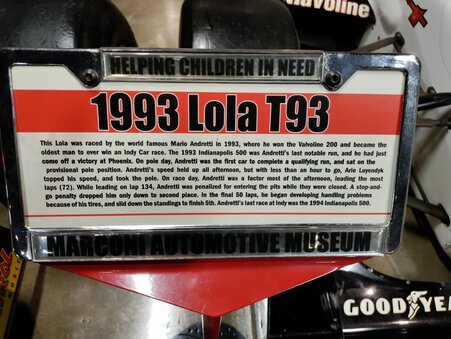 Havoline
HELPING CHILDREN IN NEED
1993 Lola T93
This Lola was raced by the world famous Mario Andretti in 1993, where he won the Valvoline 200 and became the
oldest man to ever win an Indy Car race. The 1993 Indianapolis 500 was Andretti's last notable run, and he had just
come off a victory at Phoenix. On pole day, Andretti was the first car to complete a qualifying run, and sat on the
provisional pole position. Andretti's speed held up all afternoon, but with less than an hour to go, Arie Luyendyk
topped his speed, and took the pole. On race day, Andretti was a factor most of the afternoon, leading the most
laps (72). While leading on lap 134, Andretti was penalized for entering the pits while they were closed. A stop-and-
go penalty dropped him only down to second place. In the final 50 laps, he began developing handling problems
because of his tires, and slid down the standings to finish 5th. Andretti's last race at Indy was the 1994 Indianapolis 500.
MARCONI AUTOMOTIVE MUSEUM
GOODYEA